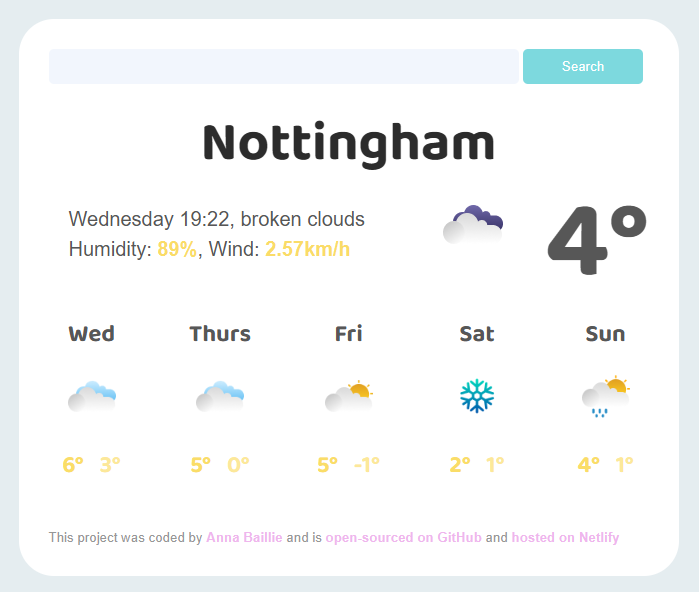 Search
Nottingham
Wednesday 19:22, broken clouds
Humidity: 89%, Wind: 2.57km/h
4°
Wed Thurs Fri Sat Sun
6° 3° 5° 0° 5° -1° 2° 1° 4° 1°
This project was coded by Anna Baillie and is open-sourced on GitHub and hosted on Netlify